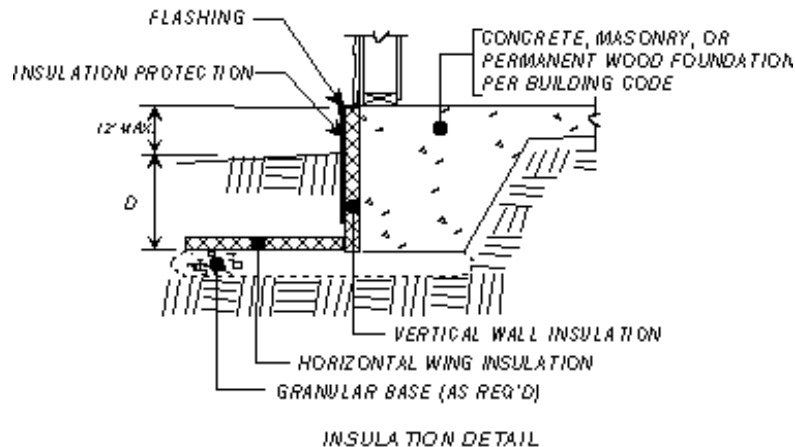 FLASHING
INSULATION PROTECTION
CONCRETE, MASONRY, OR
PERMANENT WOOD FOUNDATION
PER BUILDING CODE
12" MAX.
D
VERTICAL WALL INSULATION
HORIZONTAL WING INSULATION
GRANULAR BASE (AS REQ'D)
INSULATION DETAIL